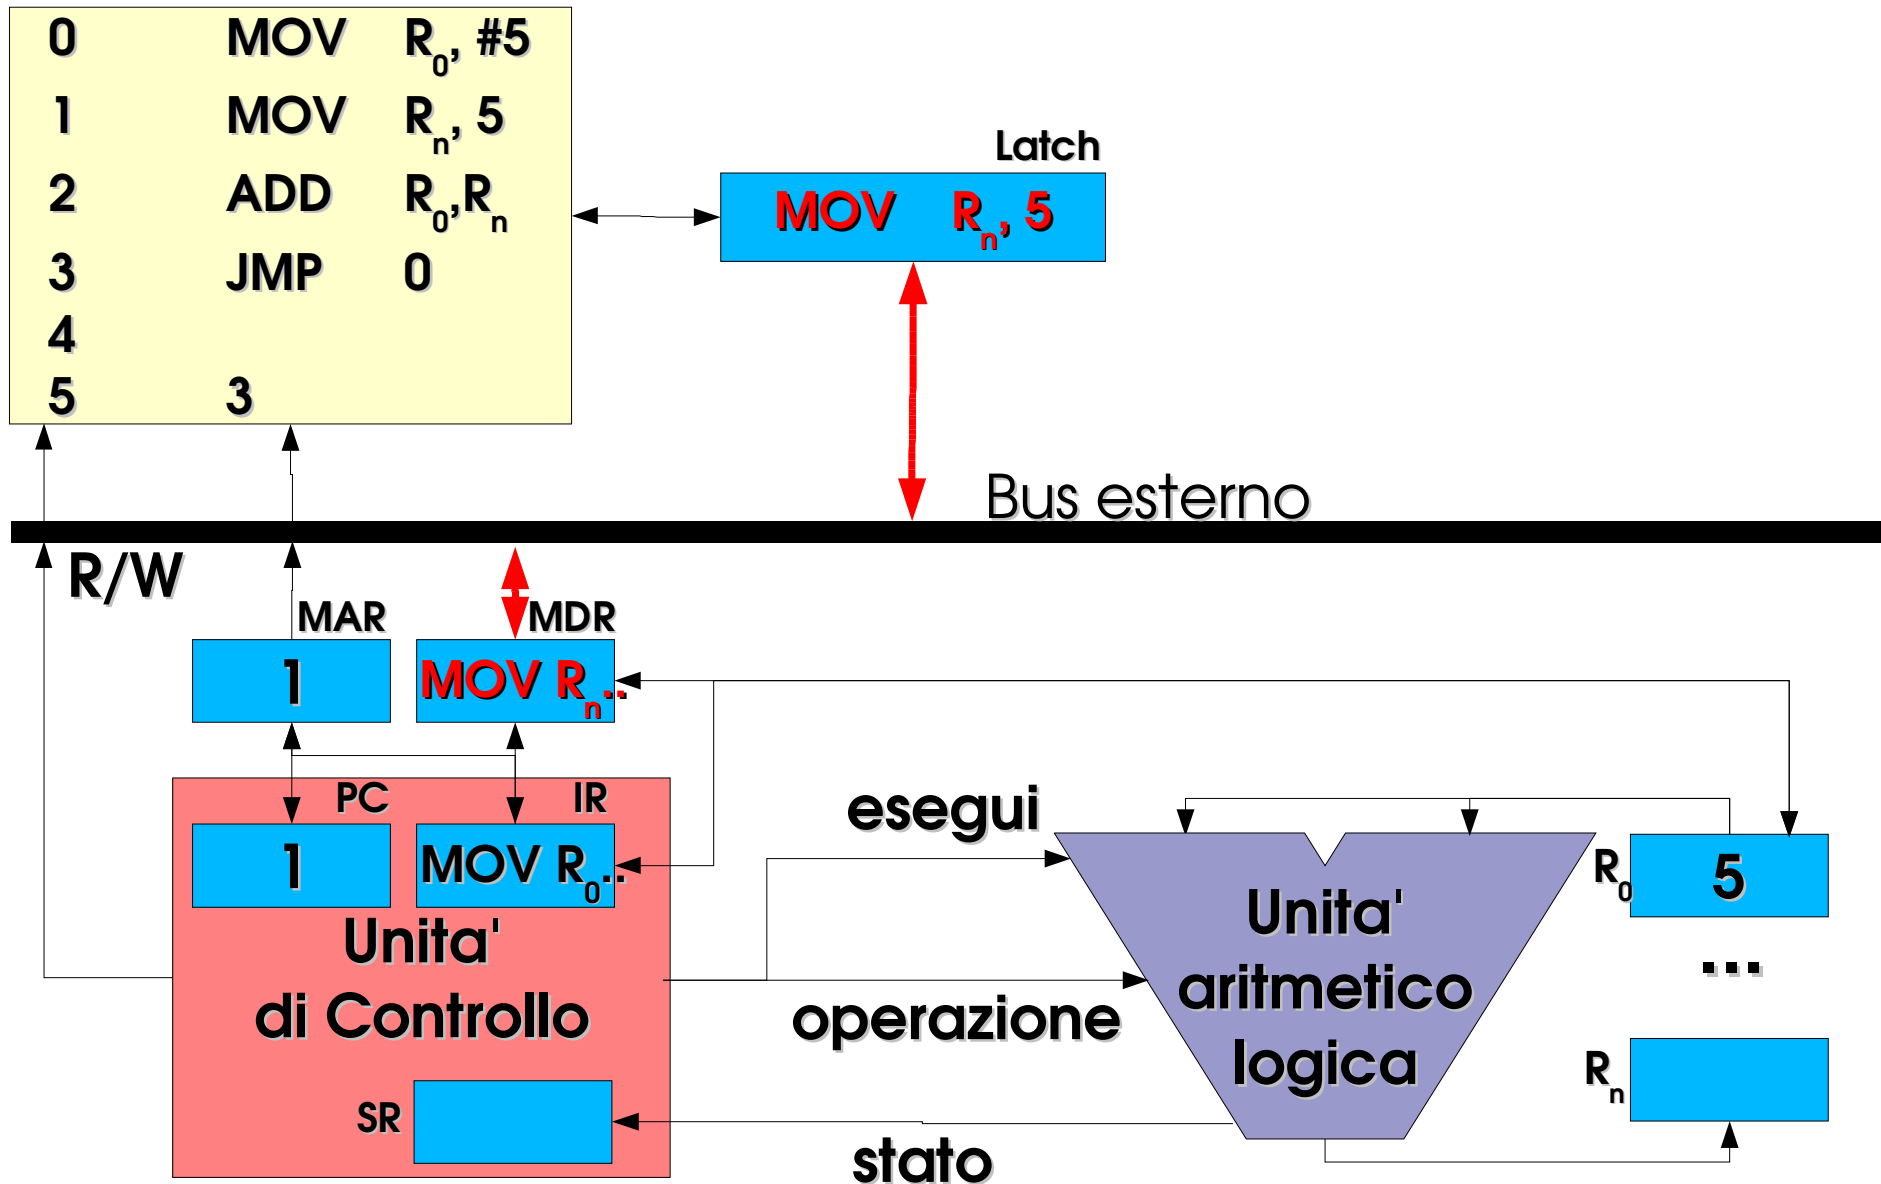 0 MOV R0, #5
1 MOV Rn, 5
2 ADD R0,Rn
3 JMP 0
4
5 3
Latch
MOV Rn, 5
Bus esterno
R/W
MAR
MDR
1
MOV Rn..
PC
IR
1
MOV R0..
Unita'
di Controllo
SR
esegui
operazione
stato
Unita'
aritmetico
logica
R0
5
...
Rn